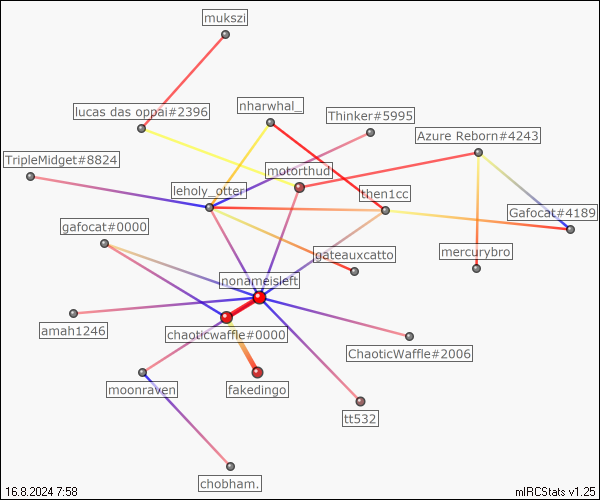 mukszi
lucas das oppai#2396
nharwhal_
Thinker#5995
Azure Reborn#4243
TripleMidget#8824
motorthud
leholy_otter
then1cc
Gafocat#4189
gafocat#0000
gateauxcatto
mercurybro
nonameisleft
amah1246
chaoticwaffle#0000
ChaoticWaffle#2006
moonraven
fakedingo
tt532
chobham.
16.8.2024 7:58
mIRCStats v1.25